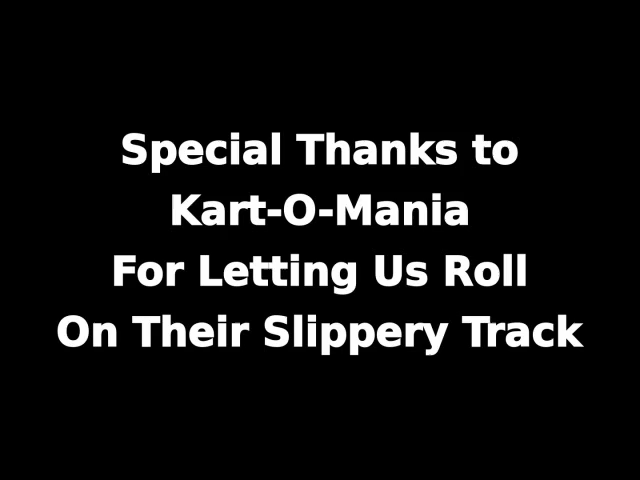 Special Thanks to
Kart-O-Mania
For Letting Us Roll
On Their Slippery Track